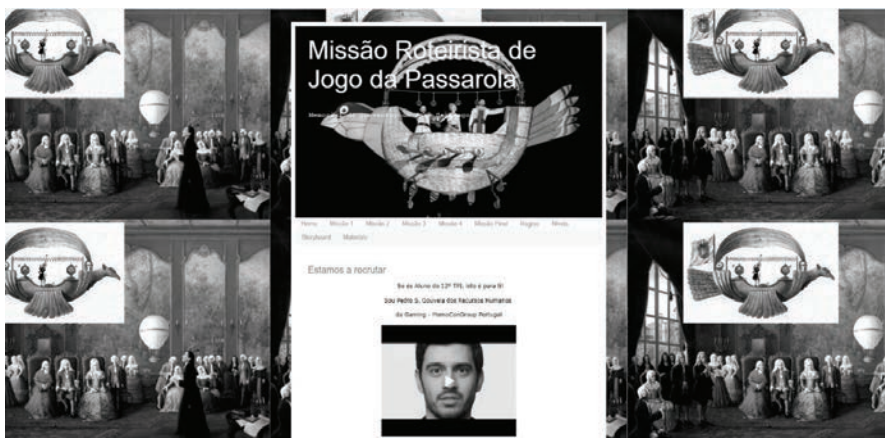 Missão Roteirista de
Jogo da Passarola
Home Missão 1 Missão 2 Missão 3 Missão 4 Missão Final Regras
Storyboard Materiais
Estamos a recrutar
Se és Aluno do 12º TPI, isto é para ti!
Sou Pedro S. Gouveia dos Recursos Humanos
do Gaming - MemoConGroup Portugal